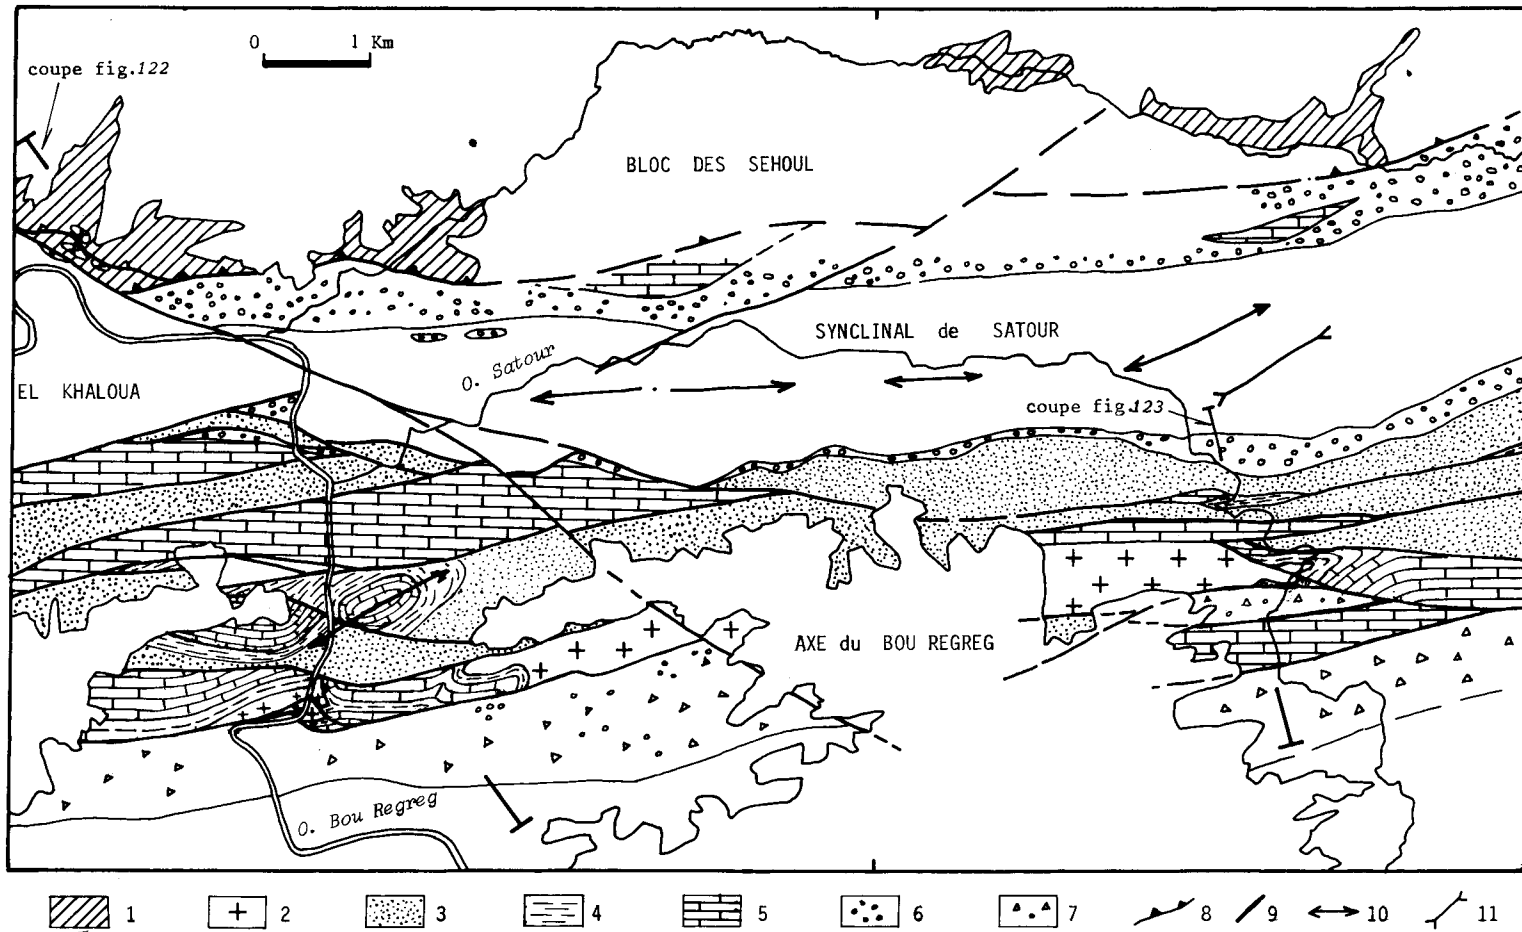 0 1 Km
coupe fig.122
BLOC DES SEHOUL
SYNCLINAL de SATOUR
O. Satour
EL KHALOUA
coupe fig.123
AXE du BOU REGREG
O. Bou Regreg
1 2 3 4 5 6 7 8 9 10 11